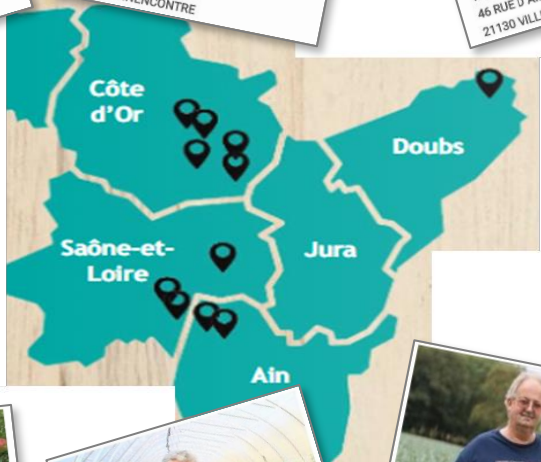 RENCONTRE
46 RUE D'A
21130 VILL
Côte
d'Or
Doubs
Saône-et-
Loire
Jura
Ain